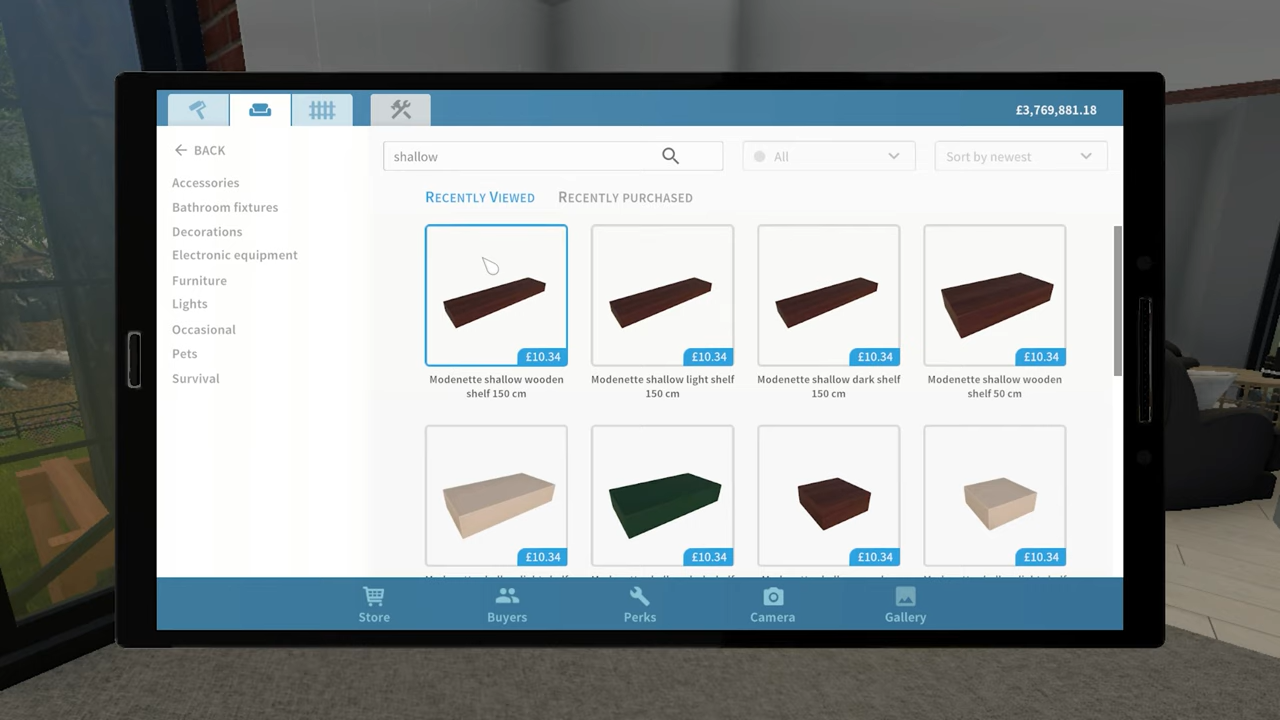 £3,769,881.18
BACK
shallow
All
Sort by newest
Accessories
Bathroom fixtures
Decorations
Electronic equipment
Furniture
Lights
Occasional
Pets
Survival
RECENTLY VIEWED
RECENTLY PURCHASED
£10.34
£10.34
£10.34
£10.34
Modenette shallow wooden
shelf 150 cm
Modenette shallow light shelf
150 cm
Modenette shallow dark shelf
150 cm
Modenette shallow wooden
shelf 50 cm
£10.34
£10.34
£10.34
£10.34
Store
Buyers
Perks
Camera
Gallery